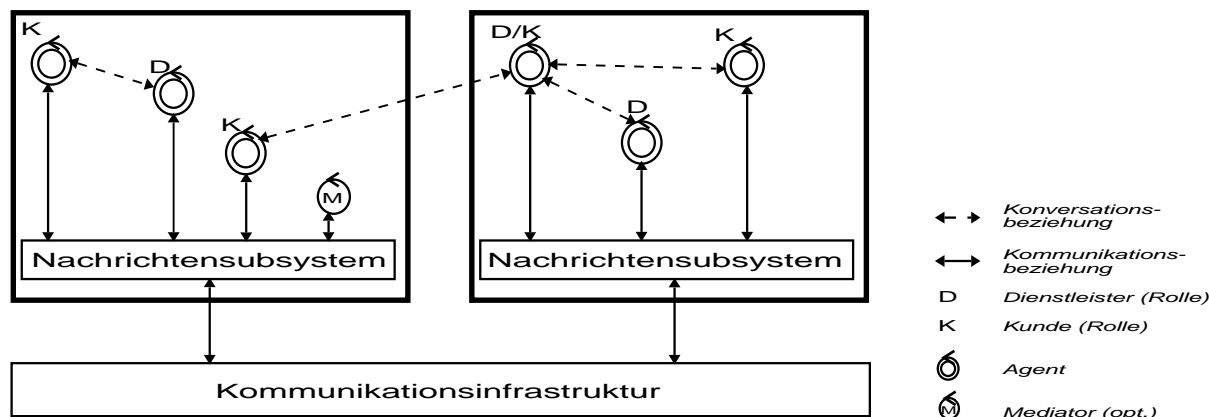 K
D
K
M
Nachrichtensubsystem
D/K
K
D
Nachrichtensubsystem
Kommunikationsinfrastruktur
Konversations-
beziehung
Kommunikations-
beziehung
D Dienstleister (Rolle)
K Kunde (Rolle)
Agent
M Mediator (opt.)